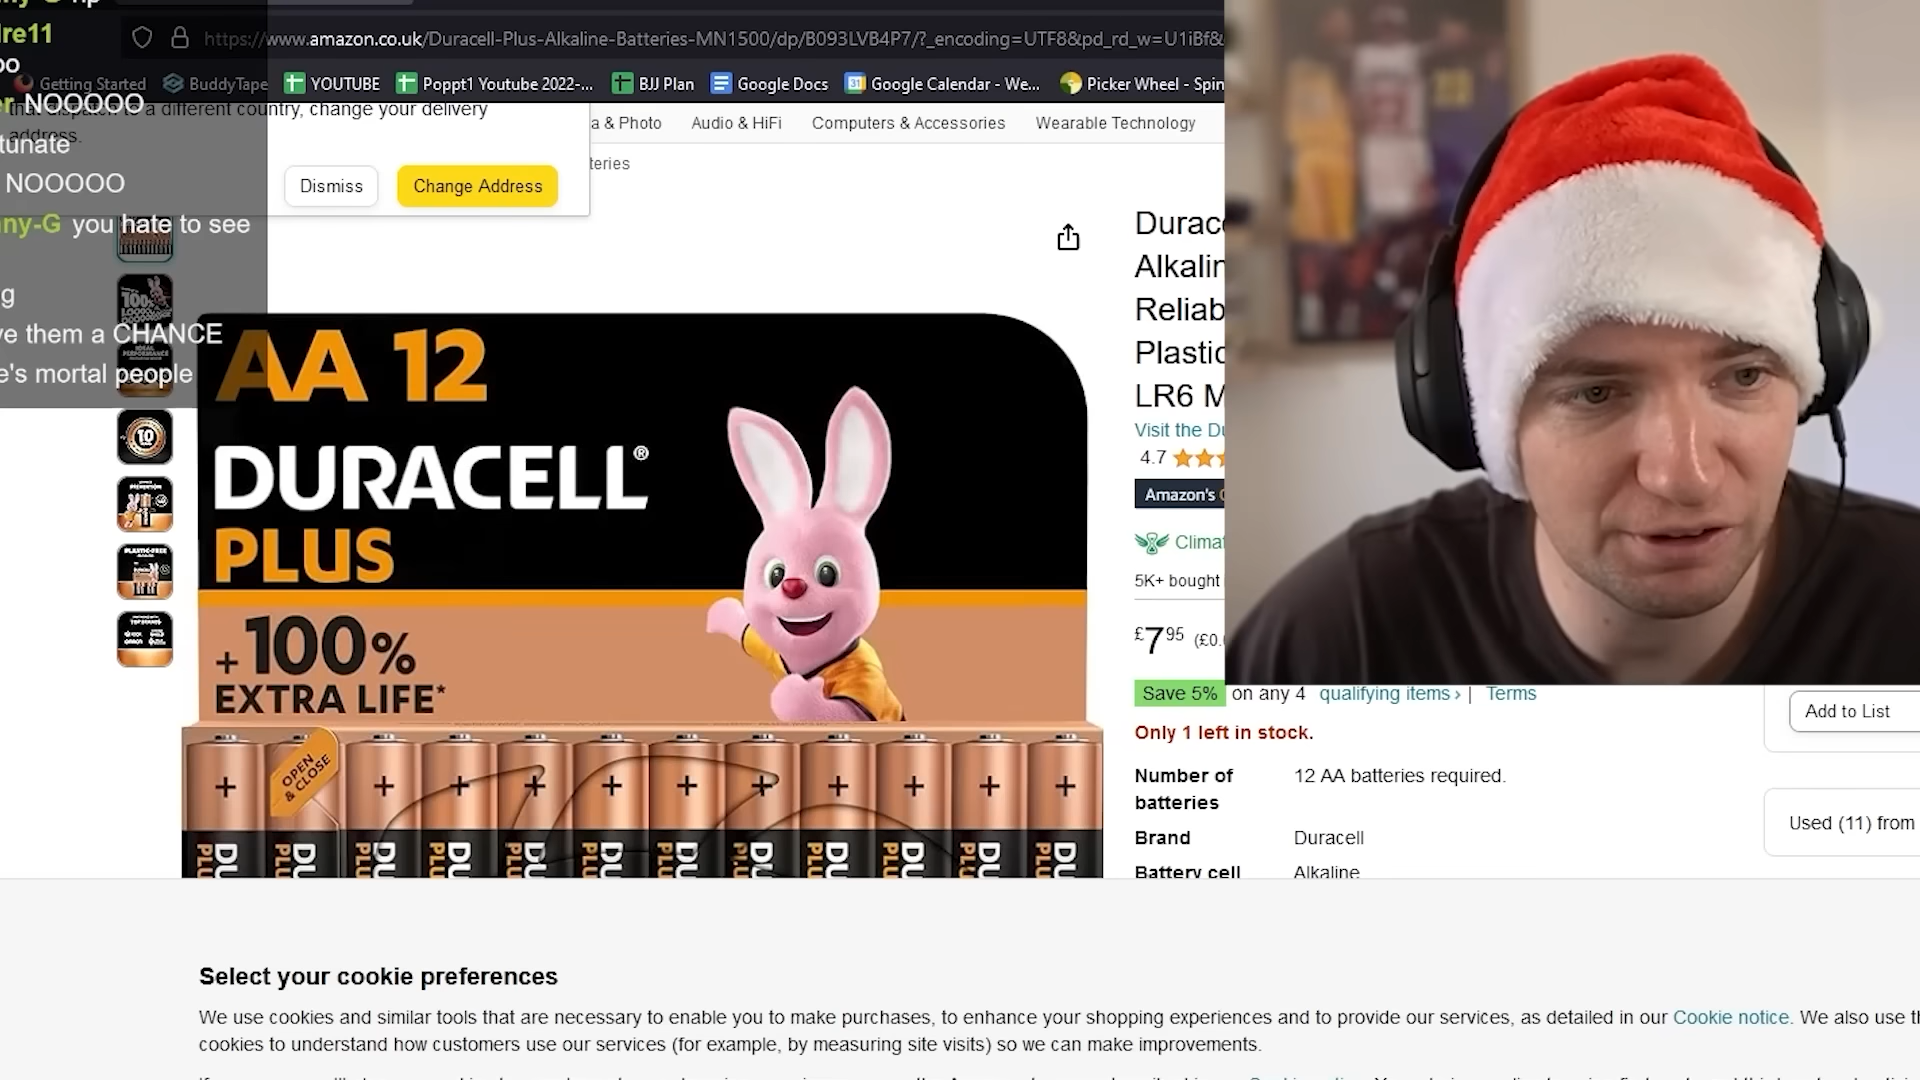 https://www.amazon.co.uk/Duracell-Plus-Alkaline-Batteries-MN1500/dp/B093LVB4P7/?_encoding=UTF8&pd_rd_w=U1iBf&
Getting Started BuddyTape YOUTUBE Poppt1 Youtube 2022-... BJJ Plan Google Docs Google Calendar - We... Picker Wheel - Spin
dre11
NOOOOO
NOOOOO
ny-G you hate to see
CHANCE
e's mortal people
to a different country, change your delivery
address.
Dismiss
Change Address
a & Photo Audio & HiFi Computers & Accessories Wearable Technology
teries
AA 12
DURACELL®
PLUS
+100%
EXTRA LIFE*
OPEN
& CLOSE
+ + + + + + + + + + +
Durac
Alkalin
Reliab
Plastic
LR6 M
Visit the Du
4.7
Amazon's
Climat
5K+ bought
£7 95 (£0.
Save 5% on any 4 qualifying items › | Terms
Only 1 left in stock.
Number of batteries 12 AA batteries required.
Brand Duracell
Battery cell Alkaline
Add to List
Used (11) from
Select your cookie preferences
We use cookies and similar tools that are necessary to enable you to make purchases, to enhance your shopping experiences and to provide our services, as detailed in our Cookie notice. We also use th
cookies to understand how customers use our services (for example, by measuring site visits) so we can make improvements.